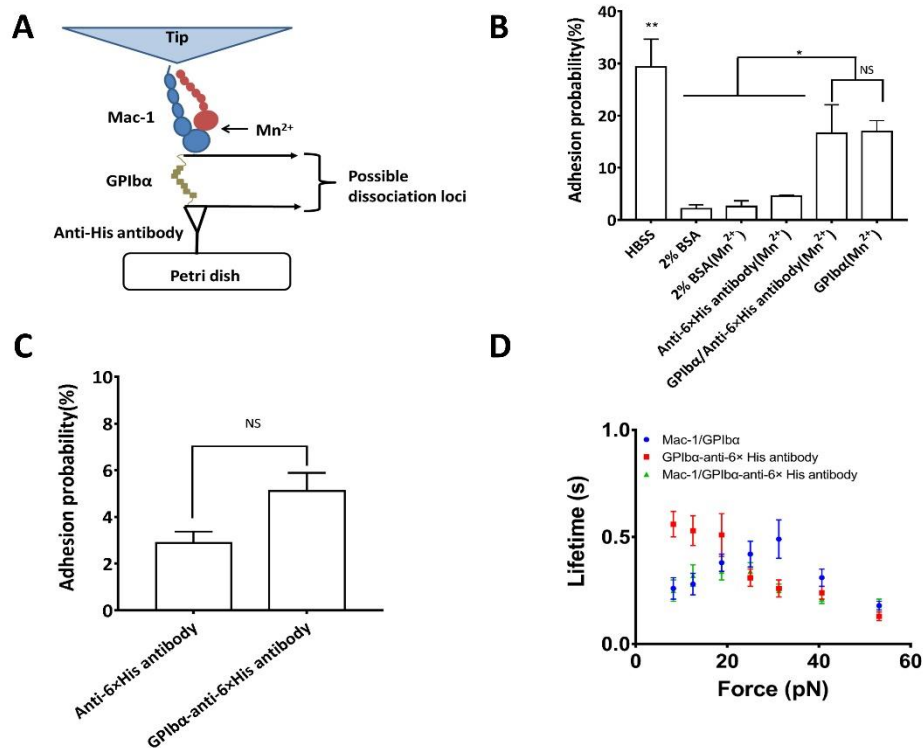 A
Tip
Mac-1
Mn²⁺
GPIbα
Possible
dissociation loci
Anti-His antibody
Petri dish
B
Adhesion probability(%)
40
30
20
10
0
**
*
NS
HBSS
2% BSA
2% BSA(Mn²⁺)
Anti-6×His antibody(Mn²⁺)
GPIbα/Anti-6×His antibody(Mn²⁺)
GPIbα(Mn²⁺)
C
Adhesion probability(%)
10
8
6
4
2
0
NS
Anti-6×His antibody
GPIbα-anti-6×His antibody
D
Lifetime (s)
1.0
0.5
0.0
Mac-1/GPIbα
GPIbα-anti-6× His antibody
Mac-1/GPIbα-anti-6× His antibody
0 20 40 60
Force (pN)